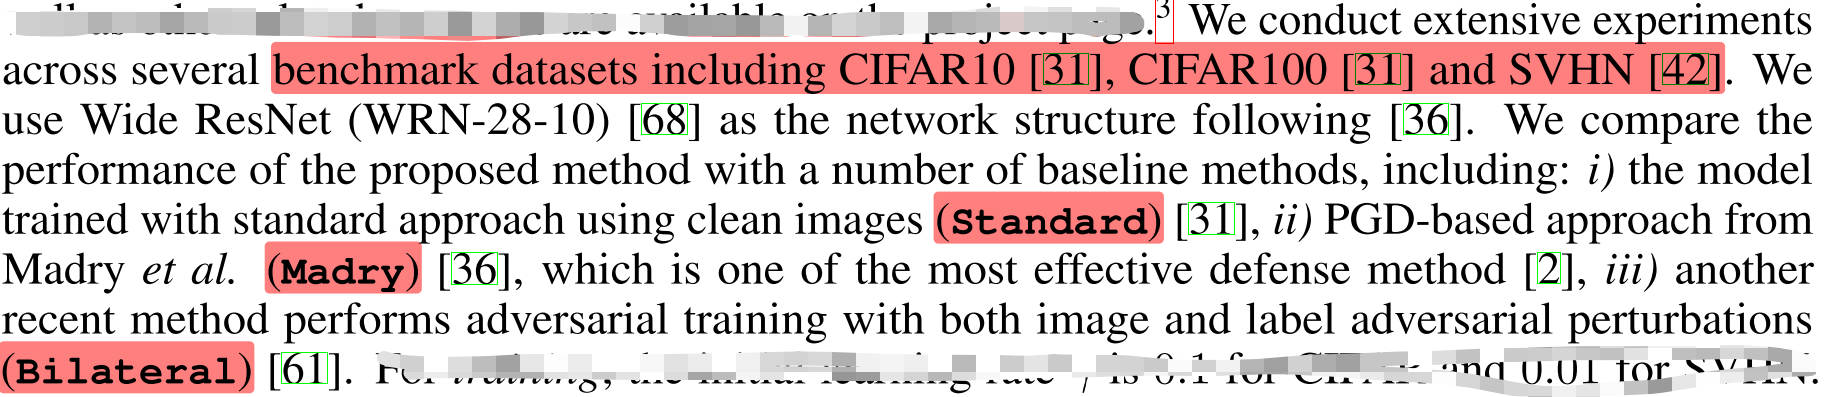 are available on the project page.³ We conduct extensive experiments
across several benchmark datasets including CIFAR10 [31], CIFAR100 [31] and SVHN [42]. We
use Wide ResNet (WRN-28-10) [68] as the network structure following [36]. We compare the
performance of the proposed method with a number of baseline methods, including: i) the model
trained with standard approach using clean images (Standard) [31], ii) PGD-based approach from
Madry et al. (Madry) [36], which is one of the most effective defense method [2], iii) another
recent method performs adversarial training with both image and label adversarial perturbations
(Bilateral) [61]. For training, the initial learning rate γ is 0.1 for CIFAR and 0.01 for SVHN.